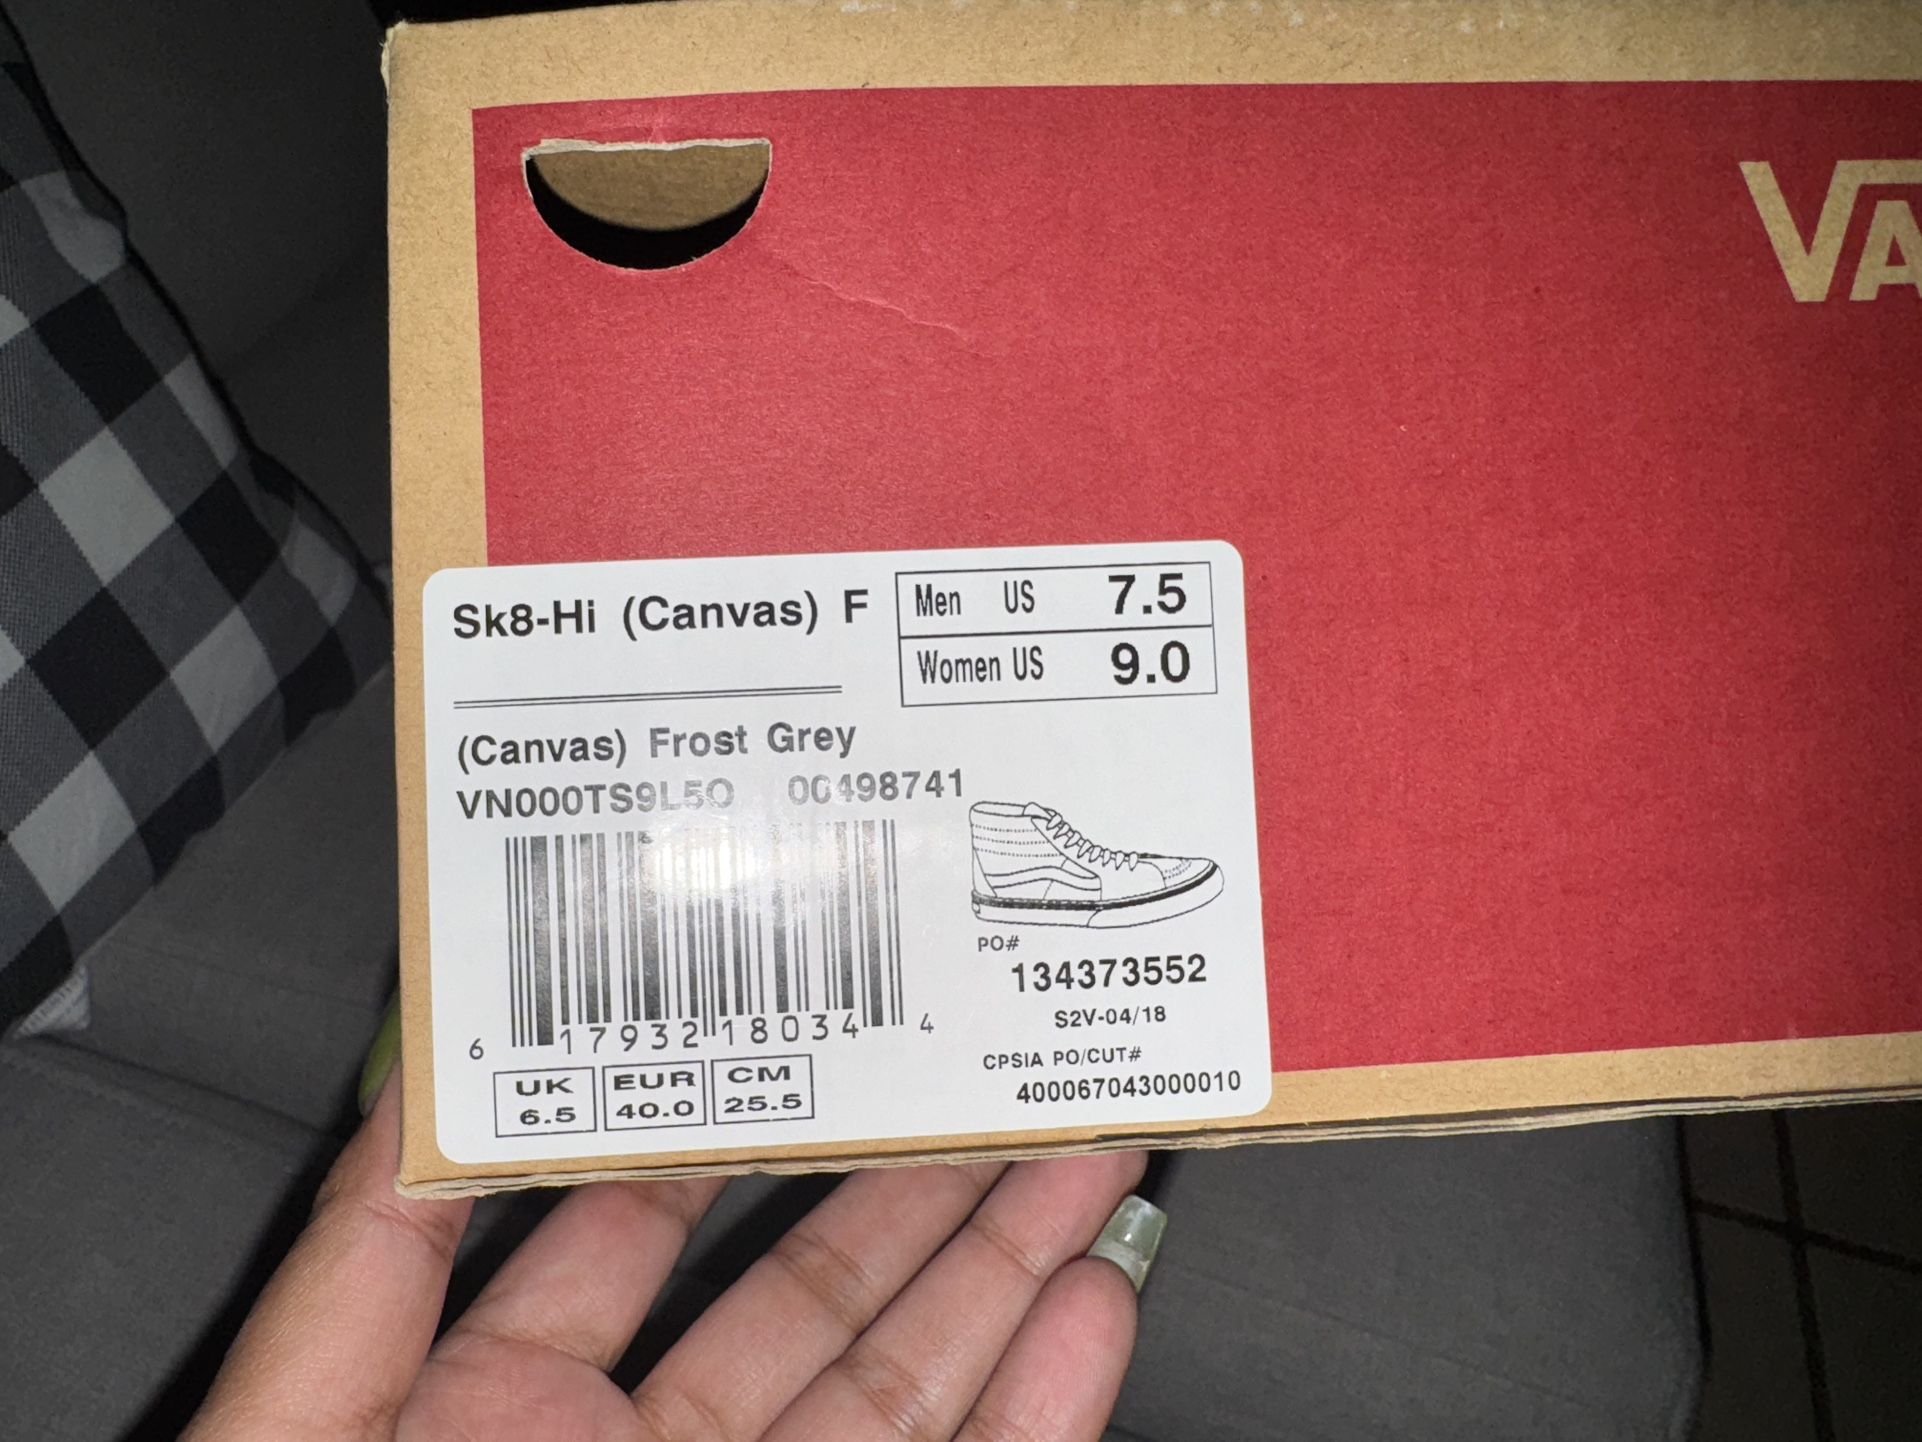 VA
Sk8-Hi (Canvas) F
Men US 7.5
Women US 9.0
(Canvas) Frost Grey
VN000TS9L5O 00498741
6 17932 18034 4
PO#
134373552
S2V-04/18
CPSIA PO/CUT#
400067043000010
UK EUR CM
6.5 40.0 25.5